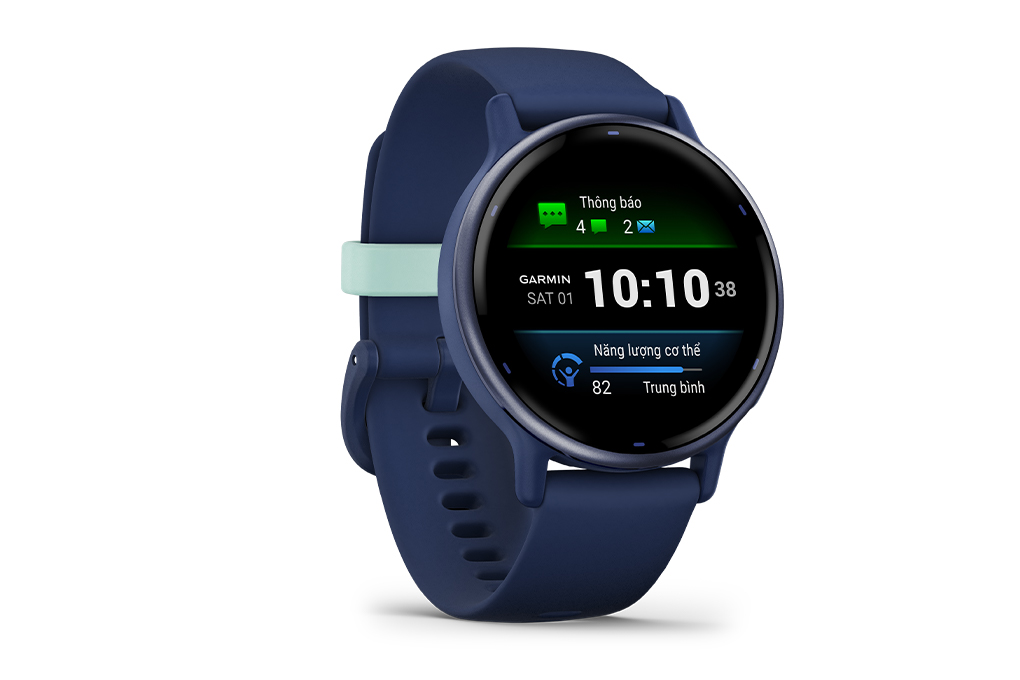 Thông báo
4 2
GARMIN
SAT 01
10:10 38
Năng lượng cơ thể
82 Trung bình